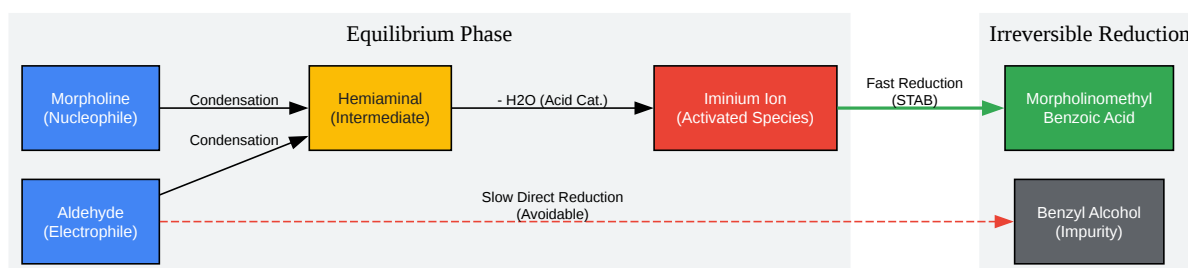 Equilibrium Phase
Irreversible Reduction
Morpholine
(Nucleophile)
Condensation
Hemiaminal
(Intermediate)
- H2O (Acid Cat.)
Iminium Ion
(Activated Species)
Fast Reduction
(STAB)
Morpholinomethyl
Benzoic Acid
Condensation
Aldehyde
(Electrophile)
Slow Direct Reduction
(Avoidable)
Benzyl Alcohol
(Impurity)